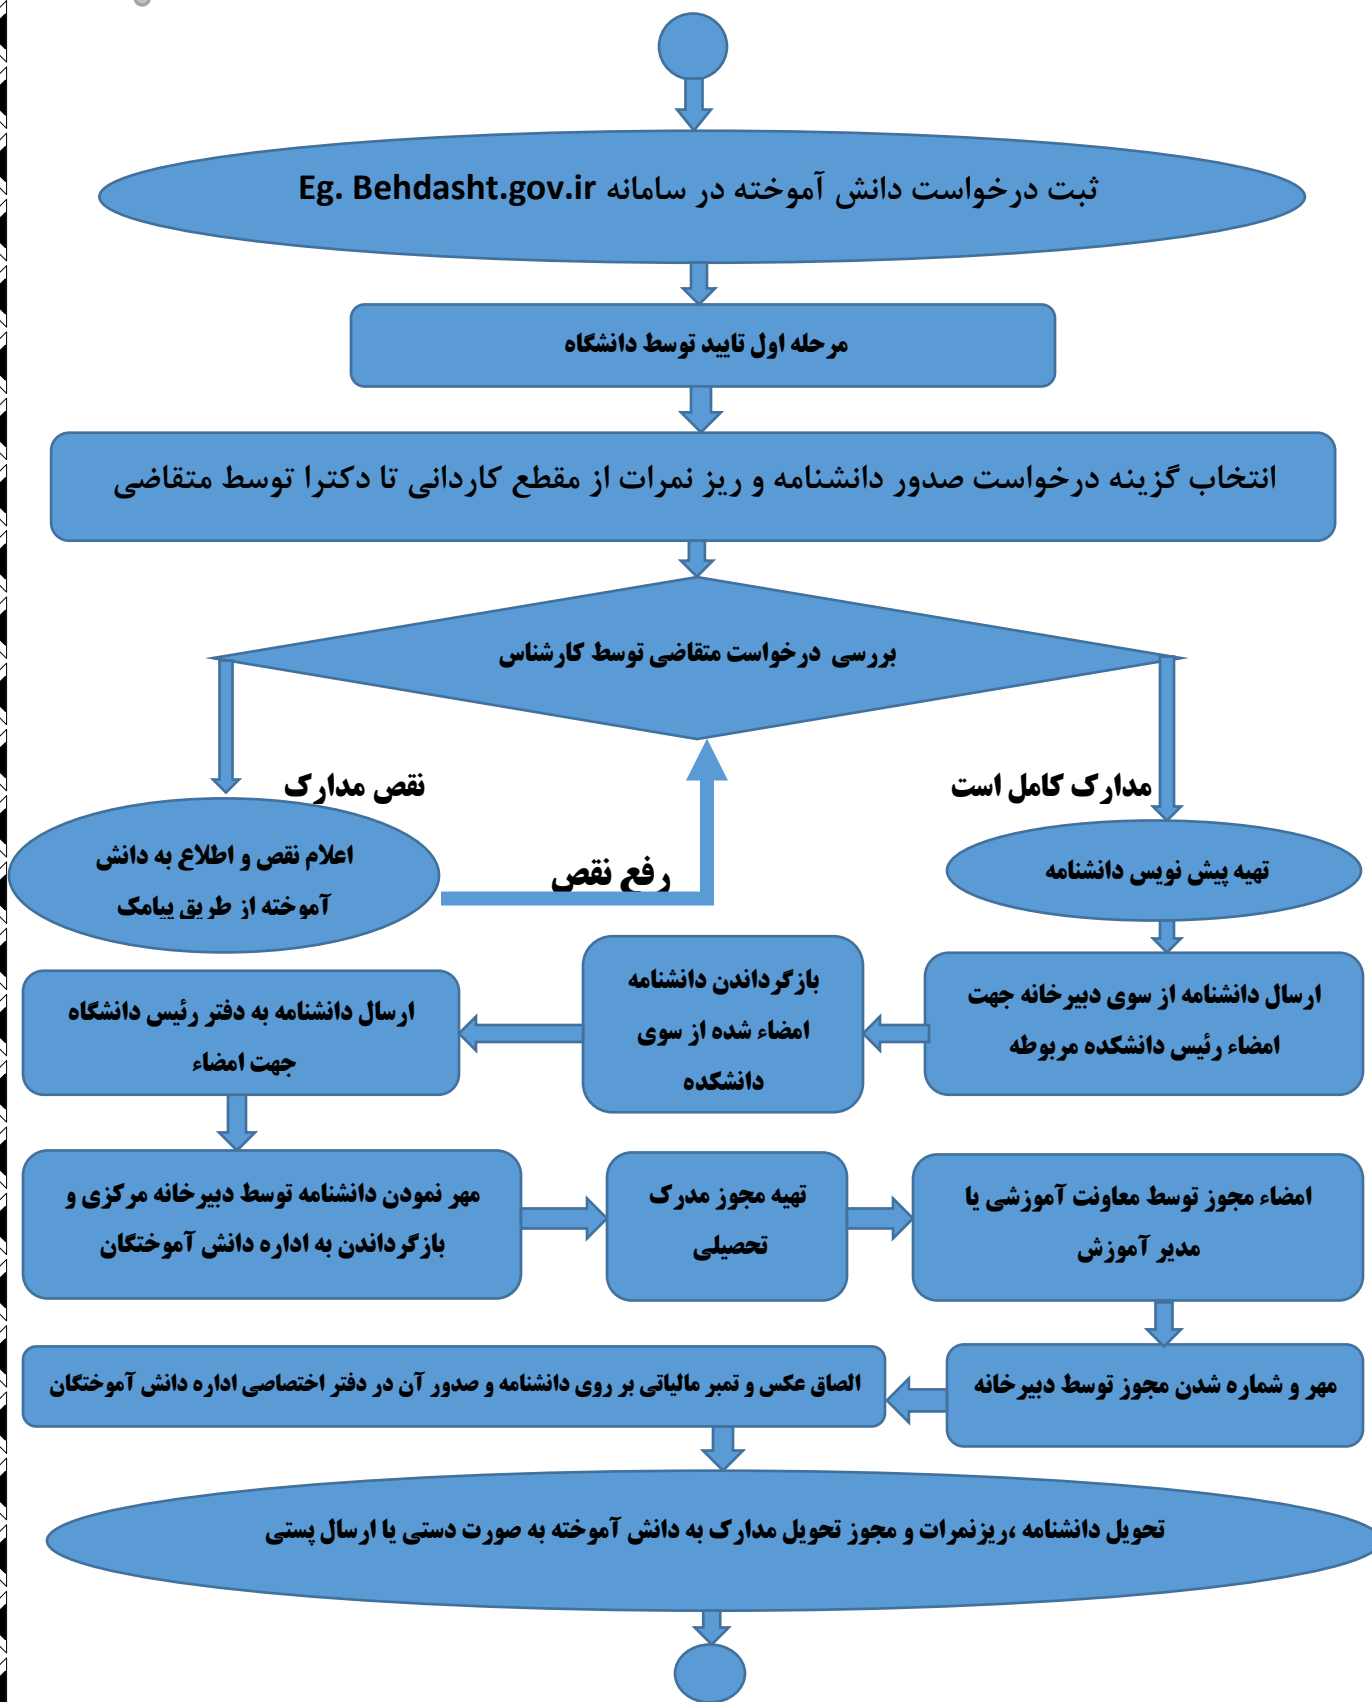 ثبت درخواست دانش آموخته در سامانه Eg. Behdasht.gov.ir
مرحله اول تایید توسط دانشگاه
انتخاب گزینه درخواست صدور دانشنامه و ریز نمرات از مقطع کاردانی تا دکترا توسط متقاضی
بررسی درخواست متقاضی توسط کارشناس
مدارک کامل است
نقص مدارک
تهیه پیش نویس دانشنامه
رفع نقص
اعلام نقص و اطلاع به دانش
آموخته از طریق پیامک
ارسال دانشنامه از سوی دبیرخانه جهت
امضاء رئیس دانشکده مربوطه
بازگرداندن دانشنامه
امضاء شده از سوی
دانشکده
ارسال دانشنامه به دفتر رئیس دانشگاه
جهت امضاء
مهر نمودن دانشنامه توسط دبیرخانه مرکزی و
بازگرداندن به اداره دانش آموختگان
تهیه مجوز مدرک
تحصیلی
امضاء مجوز توسط معاونت آموزشی یا
مدیر آموزش
مهر و شماره شدن مجوز توسط دبیرخانه
الصاق عکس و تمبر مالیاتی بر روی دانشنامه و صدور آن در دفتر اختصاصی اداره دانش آموختگان
تحویل دانشنامه ،ریزنمرات و مجوز تحویل مدارک به دانش آموخته به صورت دستی یا ارسال پستی